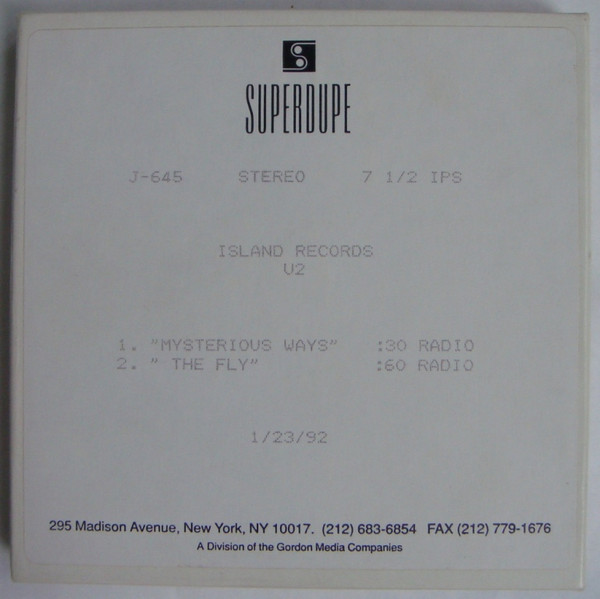 SUPERDUPE
J-645 STEREO 7 1/2 IPS
ISLAND RECORDS
U2
1. "MYSTERIOUS WAYS" :30 RADIO
2. " THE FLY" :60 RADIO
1/23/92
295 Madison Avenue, New York, NY 10017. (212) 683-6854 FAX (212) 779-1676
A Division of the Gordon Media Companies